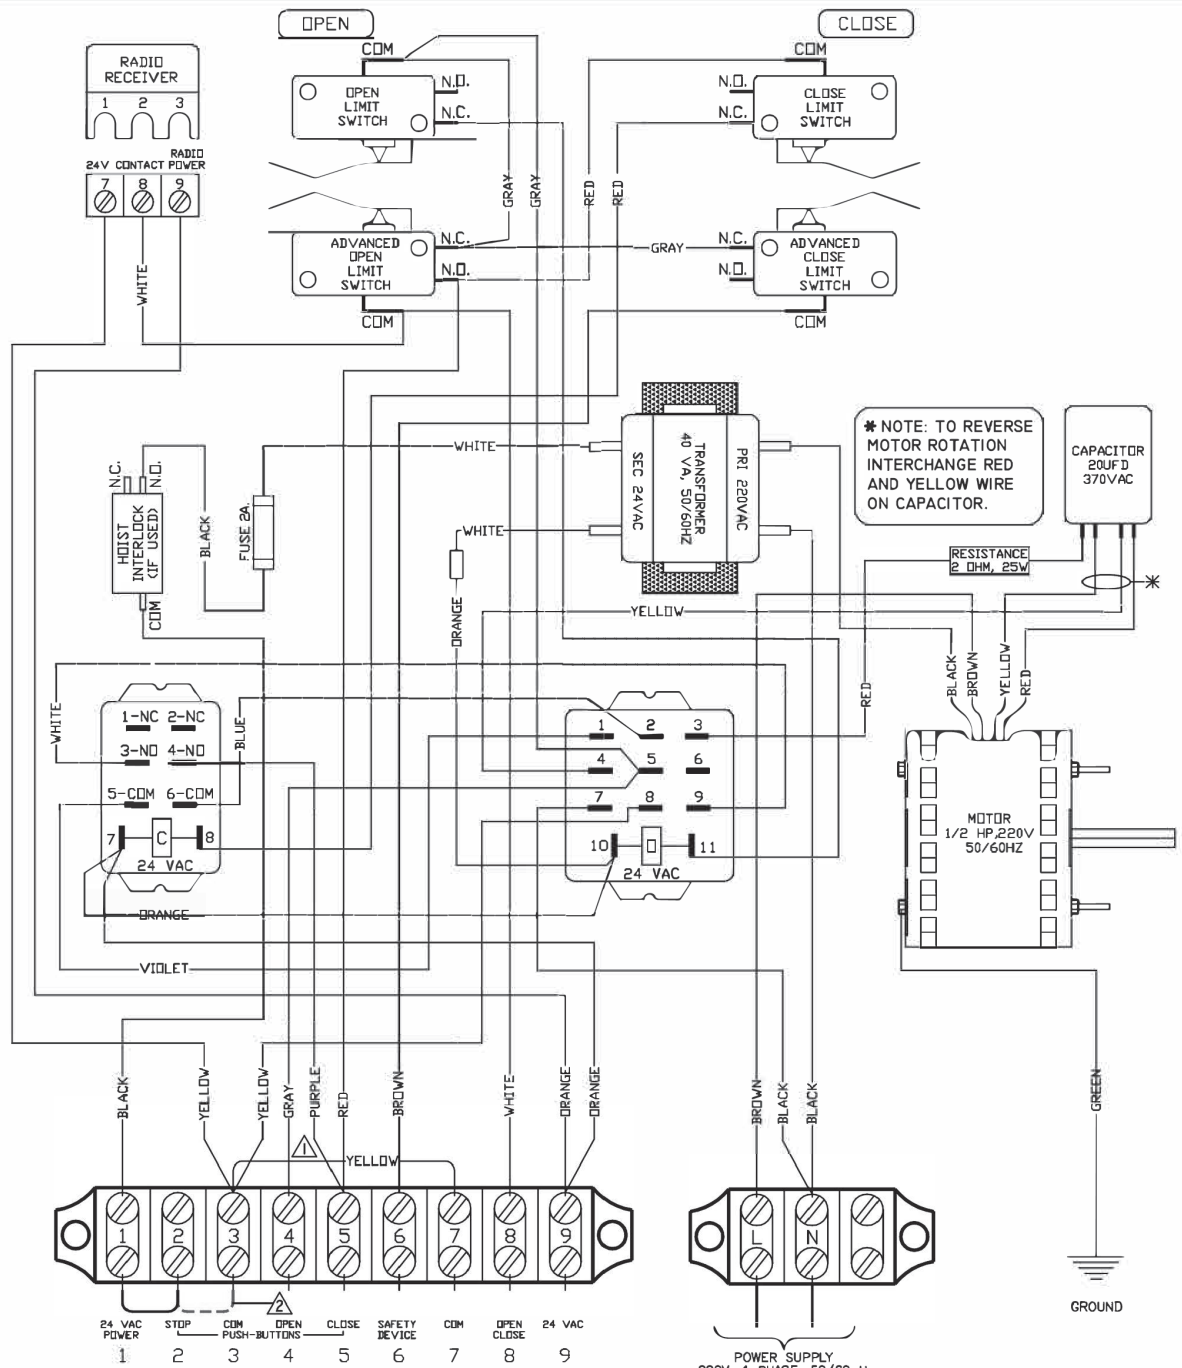 OPEN
CLOSE
RADIO
RECEIVER
1 2 3
24V CONTACT RADIO POWER
7 8 9
WHITE
COM
N.O.
N.C.
OPEN
LIMIT
SWITCH
GRAY
GRAY
N.C.
N.O.
ADVANCED
OPEN
LIMIT
SWITCH
COM
RED
RED
GRAY
COM
N.O.
N.C.
CLOSE
LIMIT
SWITCH
N.C.
N.O.
ADVANCED
CLOSE
LIMIT
SWITCH
COM
N.C.
N.O.
HOIST
INTERLOCK
(IF USED)
COM
BLACK
FUSE 2A.
WHITE
WHITE
ORANGE
SEC 24VAC
TRANSFORMER
40 VA, 50/60HZ
PRI 220VAC
* NOTE: TO REVERSE
MOTOR ROTATION
INTERCHANGE RED
AND YELLOW WIRE
ON CAPACITOR.
CAPACITOR
20UFD
370VAC
RESISTANCE
2 OHM, 25W
*
YELLOW
BLACK
BROWN
YELLOW
RED
RED
WHITE
1-NC 2-NC
3-NO 4-NO
5-COM 6-COM
7 C 8
24 VAC
BLUE
ORANGE
VIOLET
1 2 3
4 5 6
7 8 9
10 O 11
24 VAC
MOTOR
1/2 HP,220V
50/60HZ
BLACK
YELLOW
YELLOW
GRAY
PURPLE
RED
BROWN
WHITE
ORANGE
ORANGE
BROWN
BLACK
BLACK
GREEN
1
YELLOW
1 2 3 4 5 6 7 8 9
L N
2
24 VAC
POWER
STOP
COM
OPEN
CLOSE
PUSH-BUTTONS
SAFETY
DEVICE
COM
OPEN
CLOSE
24 VAC
1 2 3 4 5 6 7 8 9
GROUND
POWER SUPPLY